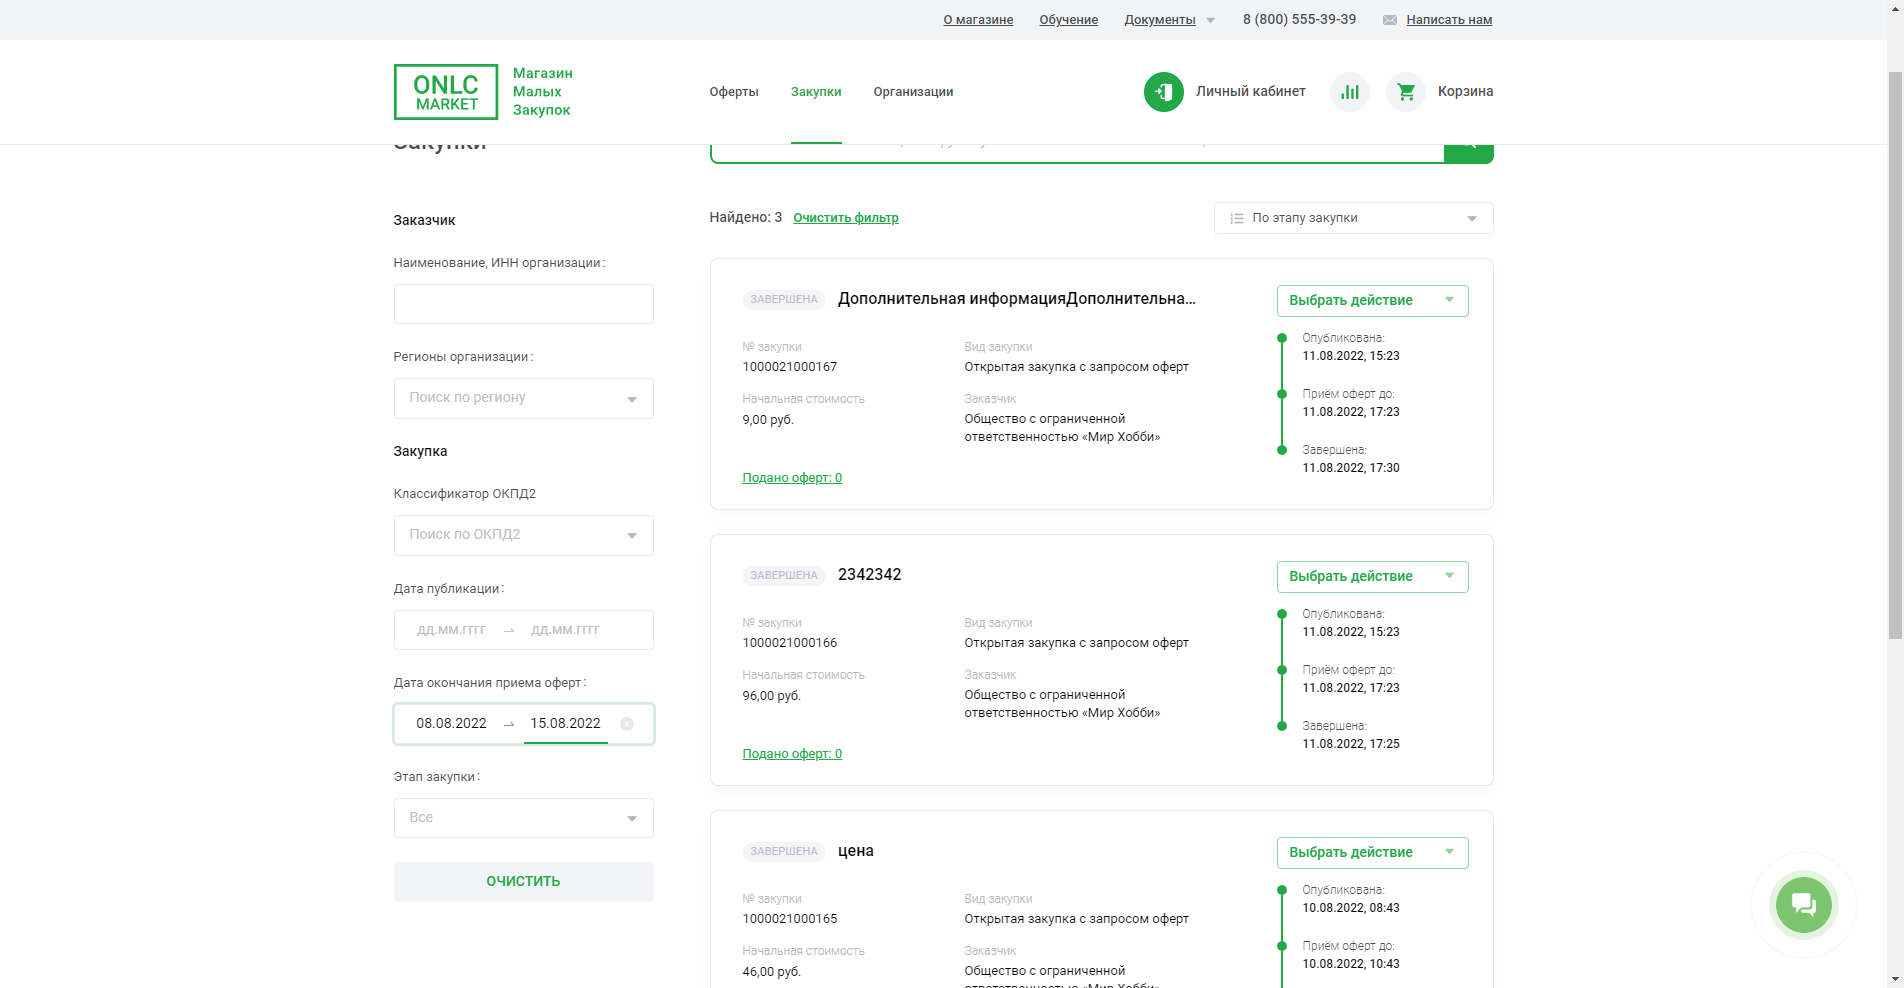 О магазине
Обучение
Документы
8 (800) 555-39-39
Написать нам
ONLC
MARKET
Магазин
Малых
Закупок
Оферты
Закупки
Организации
Личный кабинет
Корзина
Закупки
Заказчик
Наименование, ИНН организации:
Регионы организации:
Поиск по региону
Закупка
Классификатор ОКПД2
Поиск по ОКПД2
Дата публикации:
ДД.ММ.ГГГГ → ДД.ММ.ГГГГ
Дата окончания приема оферт:
08.08.2022 → 15.08.2022
Этап закупки:
Все
ОЧИСТИТЬ
Найдено: 3 Очистить фильтр
По этапу закупки
ЗАВЕРШЕНА Дополнительная информацияДополнительна...
Выбрать действие
№ закупки
1000021000167
Вид закупки
Открытая закупка с запросом оферт
Начальная стоимость
9,00 руб.
Заказчик
Общество с ограниченной
ответственностью «Мир Хобби»
Подано оферт: 0
Опубликована:
11.08.2022, 15:23
Приём оферт до:
11.08.2022, 17:23
Завершена:
11.08.2022, 17:30
ЗАВЕРШЕНА 2342342
Выбрать действие
№ закупки
1000021000166
Вид закупки
Открытая закупка с запросом оферт
Начальная стоимость
96,00 руб.
Заказчик
Общество с ограниченной
ответственностью «Мир Хобби»
Подано оферт: 0
Опубликована:
11.08.2022, 15:23
Приём оферт до:
11.08.2022, 17:23
Завершена:
11.08.2022, 17:25
ЗАВЕРШЕНА цена
Выбрать действие
№ закупки
1000021000165
Вид закупки
Открытая закупка с запросом оферт
Начальная стоимость
46,00 руб.
Заказчик
Общество с ограниченной
ответственностью «Мир Хобби»
Опубликована:
10.08.2022, 08:43
Приём оферт до:
10.08.2022, 10:43